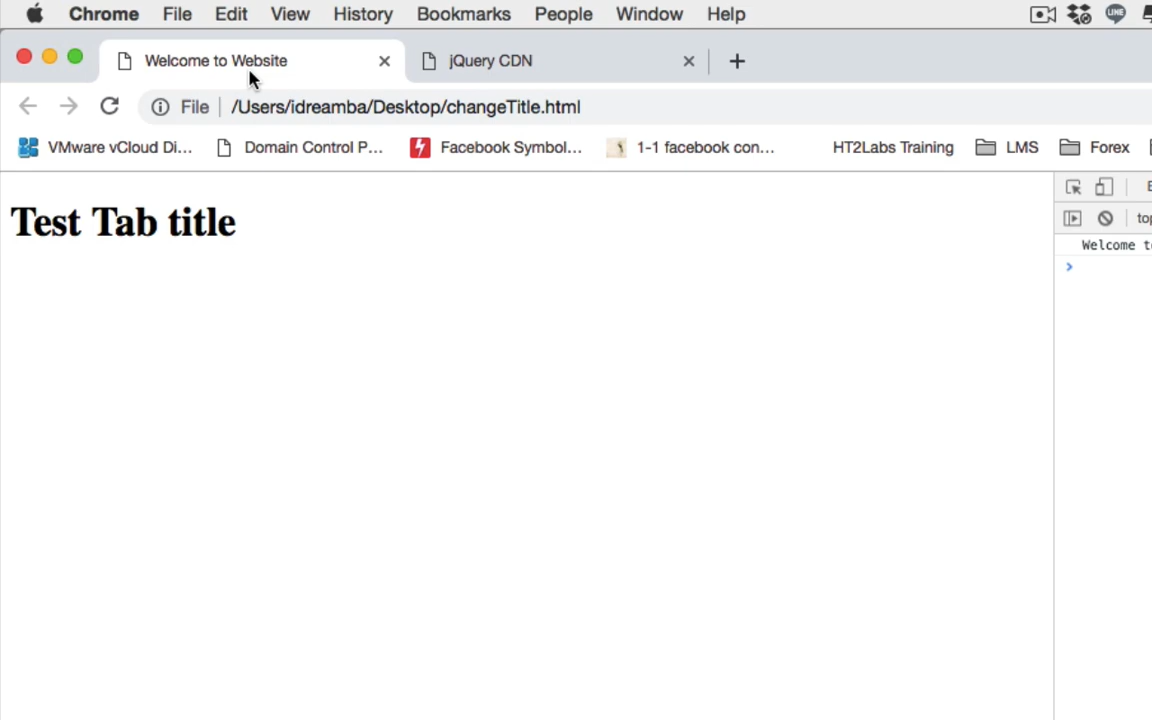 Chrome File Edit View History Bookmarks People Window Help
LINE
Welcome to Website jQuery CDN
File /Users/idreamba/Desktop/changeTitle.html
VMware vCloud Di... Domain Control P... Facebook Symbol... 1-1 facebook con... HT2Labs Training LMS Forex
Test Tab title
top
Welcome